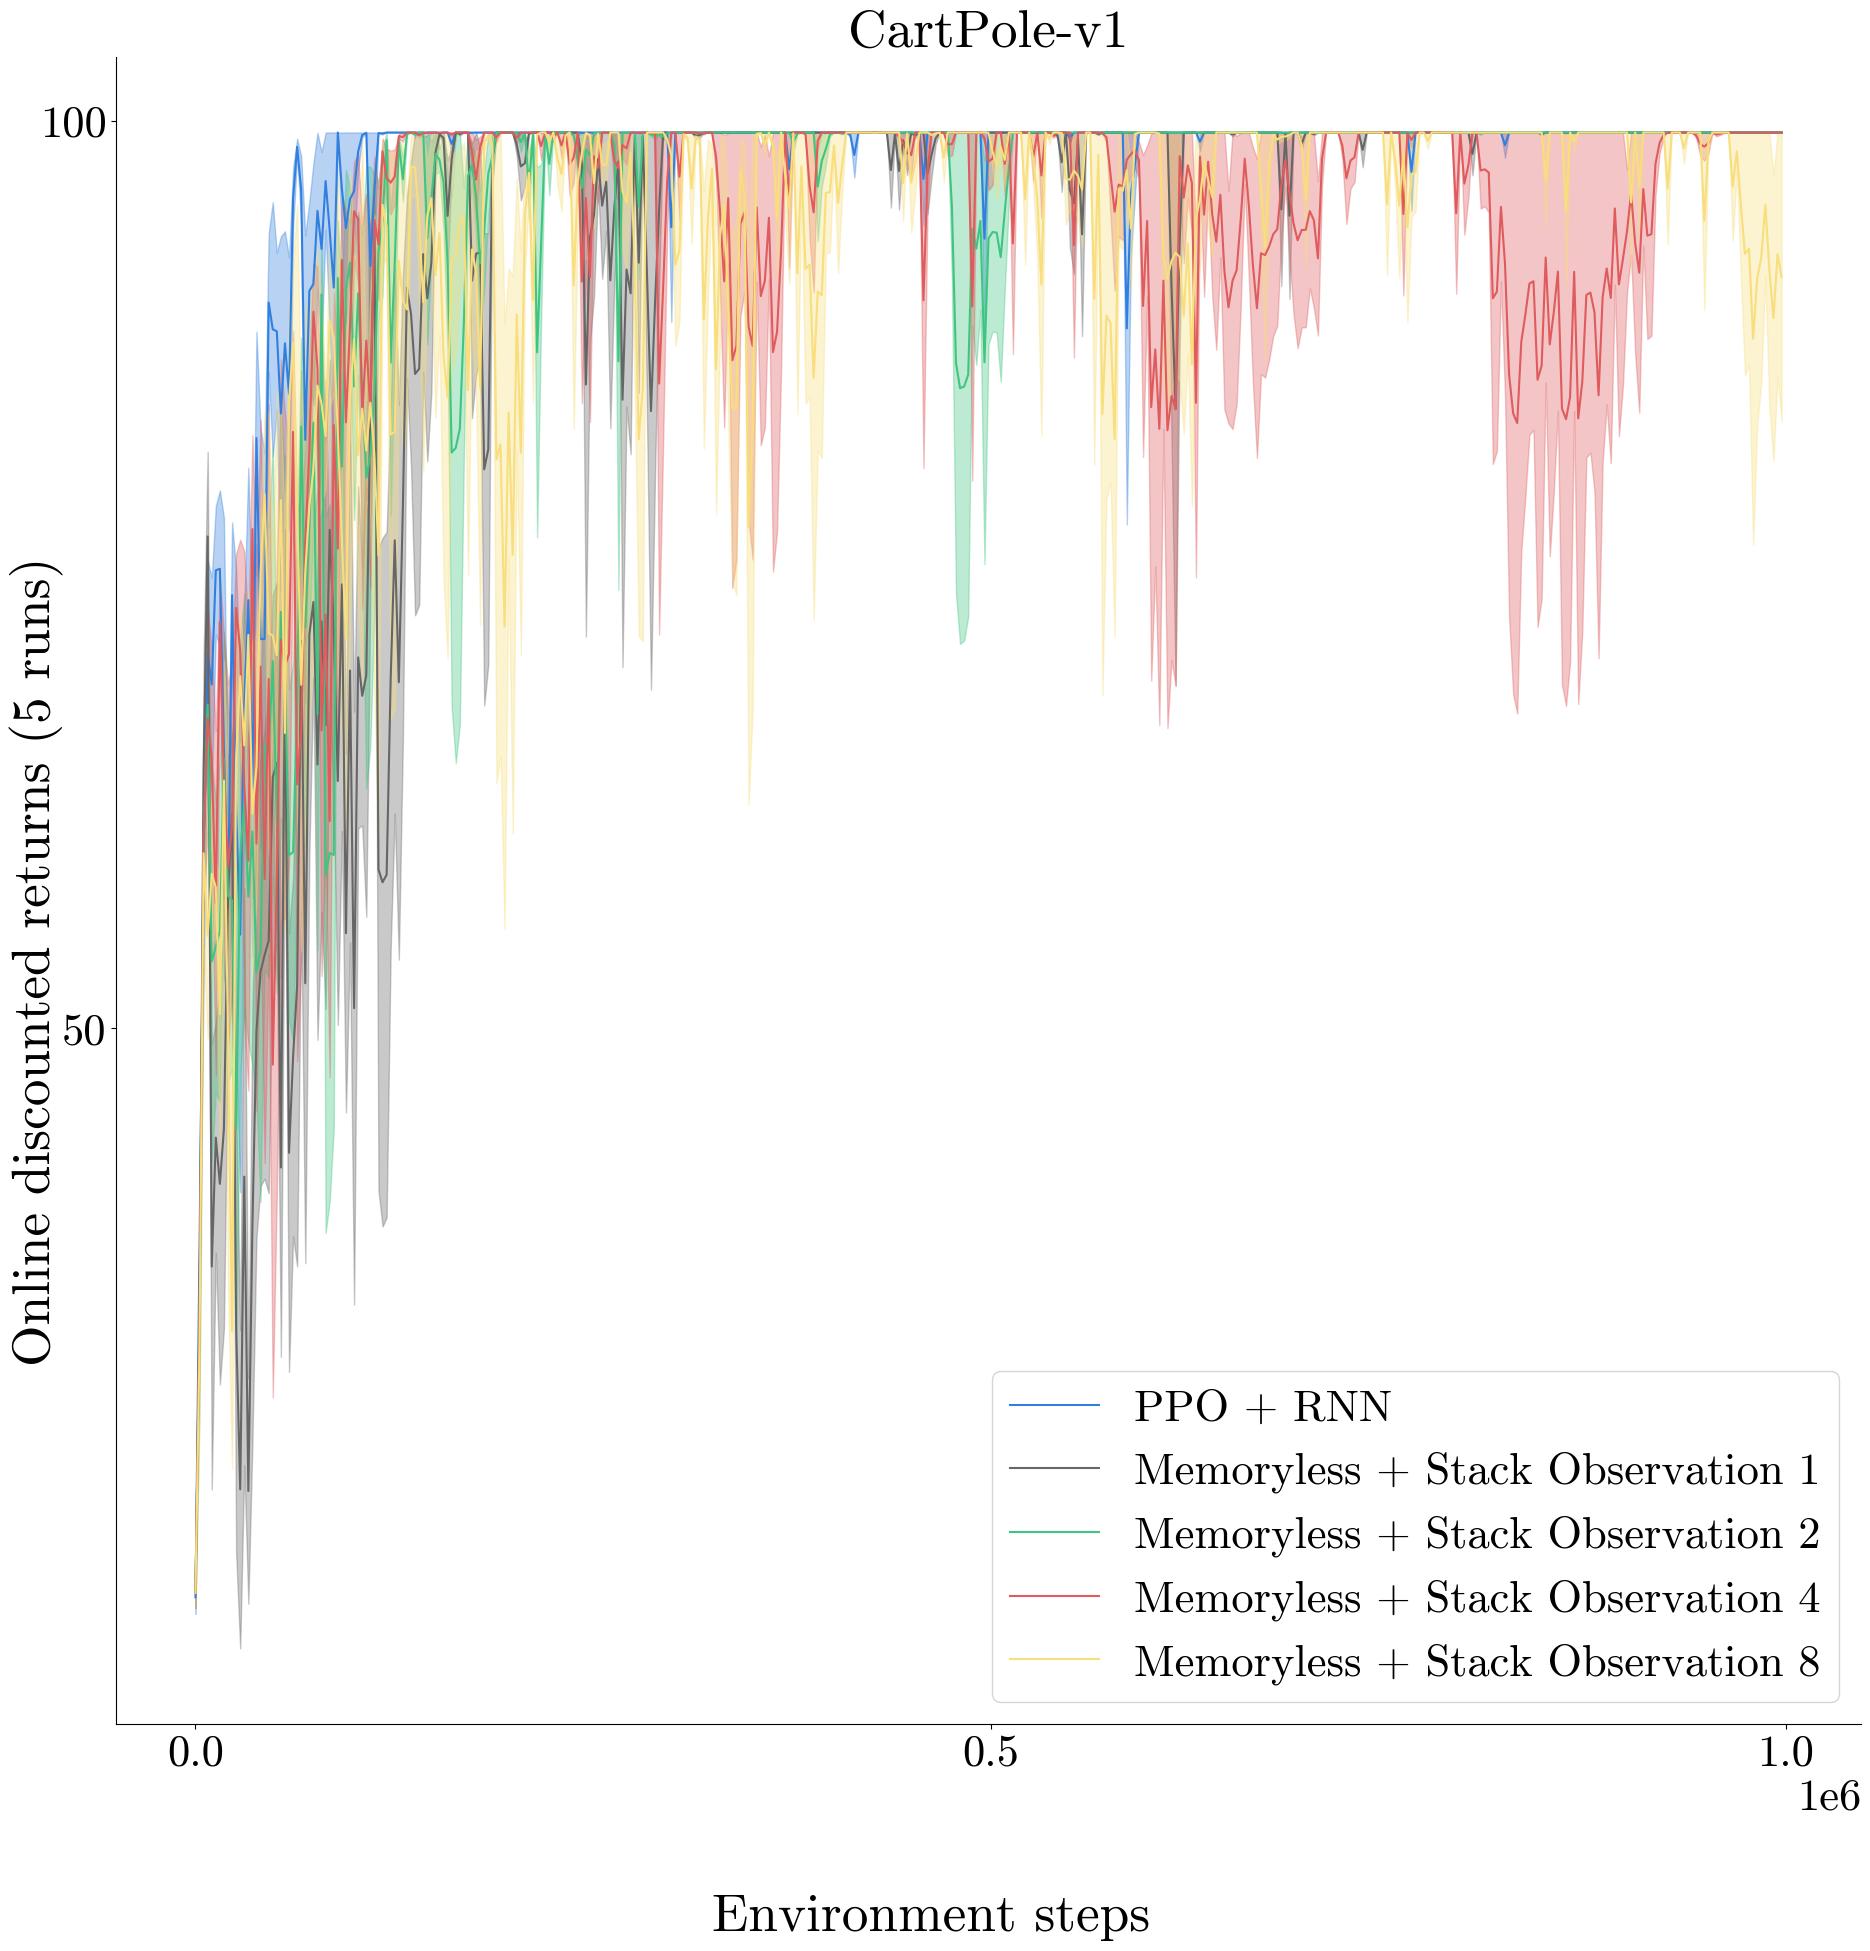 CartPole-v1
100
50
Online discounted returns (5 runs)
PPO + RNN
Memoryless + Stack Observation 1
Memoryless + Stack Observation 2
Memoryless + Stack Observation 4
Memoryless + Stack Observation 8
0.0 0.5 1.0
1e6
Environment steps